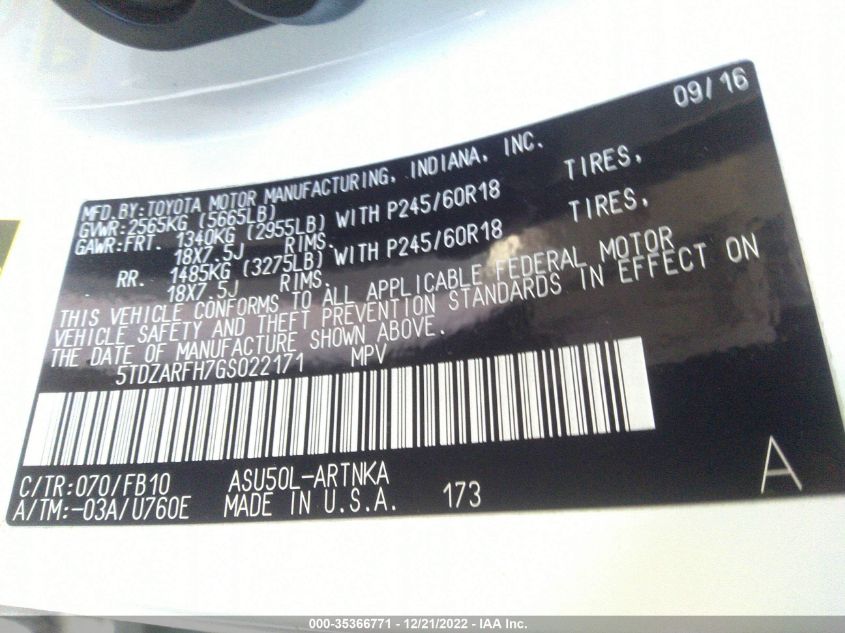 09/16
MFD.BY:TOYOTA MOTOR MANUFACTURING, INDIANA, INC.
GVWR:2565KG (5665LB)
GAWR:FRT. 1340KG (2955LB) WITH P245/60R18 TIRES,
18X7.5J RIMS.
RR. 1485KG (3275LB) WITH P245/60R18 TIRES,
18X7.5J RIMS.
THIS VEHICLE CONFORMS TO ALL APPLICABLE FEDERAL MOTOR
VEHICLE SAFETY AND THEFT PREVENTION STANDARDS IN EFFECT ON
THE DATE OF MANUFACTURE SHOWN ABOVE.
5TDZARFH7GS022171 MPV
C/TR:070/FB10 ASU50L-ARTNKA
A/TM:-03A/U760E MADE IN U.S.A. 173 A
000-35366771 - 12/21/2022 - IAA Inc.